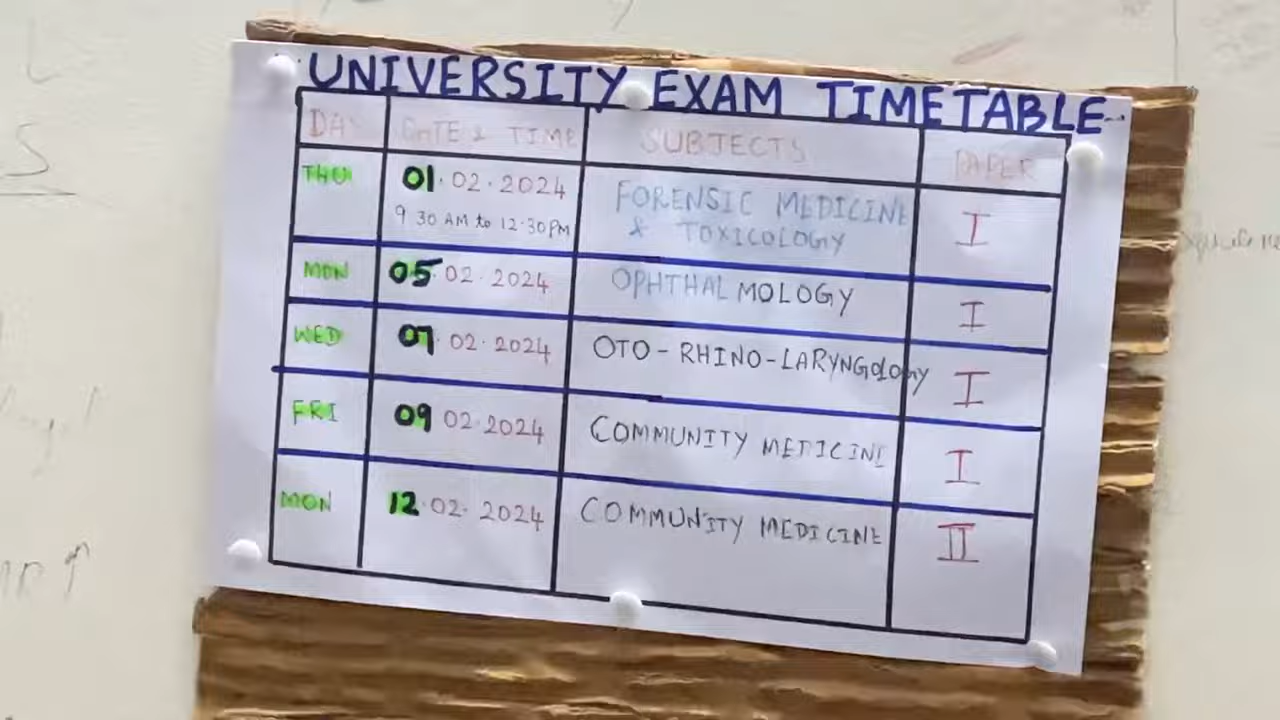 UNIVERSITY EXAM TIMETABLE
DAY DATE & TIME SUBJECTS PAPER
THU 01.02.2024 FORENSIC MEDICINE & TOXICOLOGY I
9 30 AM to 12.30PM
MON 05.02.2024 OPHTHALMOLOGY I
WED 07.02.2024 OTO-RHINO-LARYNGOLOGY I
FRI 09 02.2024 COMMUNITY MEDICINE I
MON 12.02.2024 COMMUNITY MEDICINE II